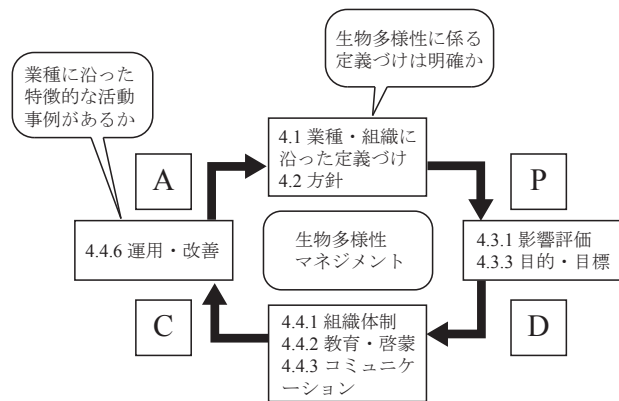 生物多様性に係る
定義づけは明確か
業種に沿った
特徴的な活動
事例があるか
4.1 業種・組織に
沿った定義づけ
4.2 方針
A
P
4.4.6 運用・改善
生物多様性
マネジメント
4.3.1 影響評価
4.3.3 目的・目標
C
D
4.4.1 組織体制
4.4.2 教育・啓蒙
4.4.3 コミュニケ
ーション